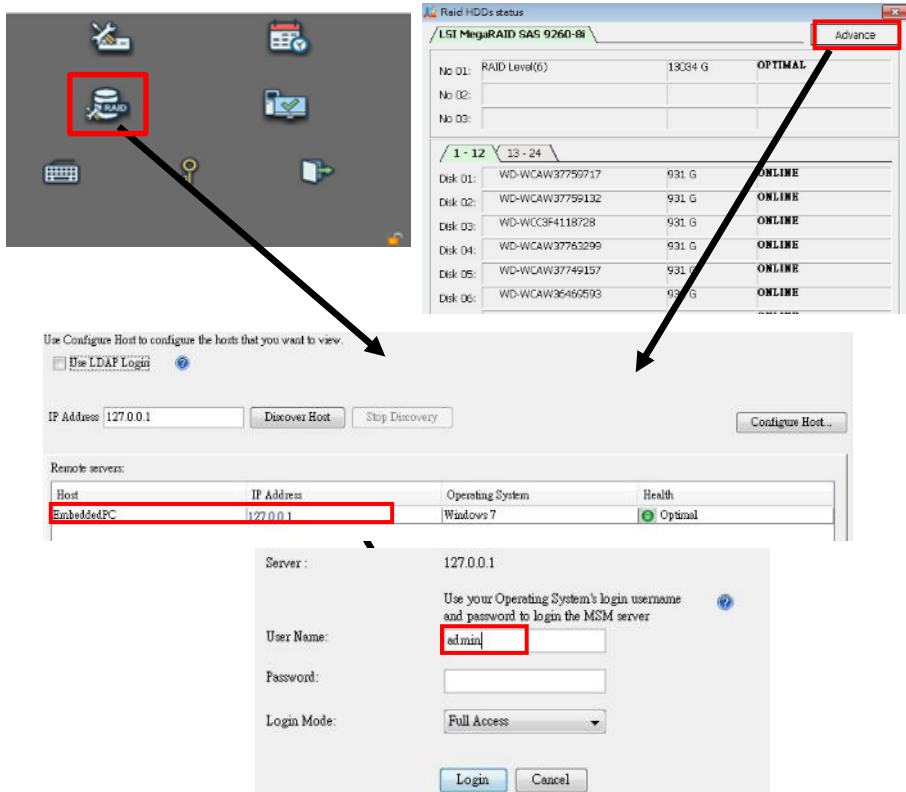 RAID
Raid HDDs status
LSI MegaRAID SAS 9260-8i
Advance
No 01: RAID Level(6) 13034 G OPTIMAL
No 02:
No 03:
1 - 12 13 - 24
Disk 01: WD-WCAW37759717 931 G ONLINE
Disk 02: WD-WCAW37759132 931 G ONLINE
Disk 03: WD-WCC3F4118728 931 G ONLINE
Disk 04: WD-WCAW37763299 931 G ONLINE
Disk 05: WD-WCAW37749157 931 G ONLINE
Disk 06: WD-WCAW36469593 G ONLINE
Use Configure Host to configure the hosts that you want to view.
Use LDAP Login
IP Address 127.0.0.1 Discover Host Stop Discovery Configure Host...
Remote servers:
Host IP Address Operating System Health
EmbeddedPC 127.0.0.1 Windows 7 Optimal
Server : 127.0.0.1
Use your Operating System's login username
and password to login the MSM server
User Name: admin
Password:
Login Mode: Full Access
Login Cancel